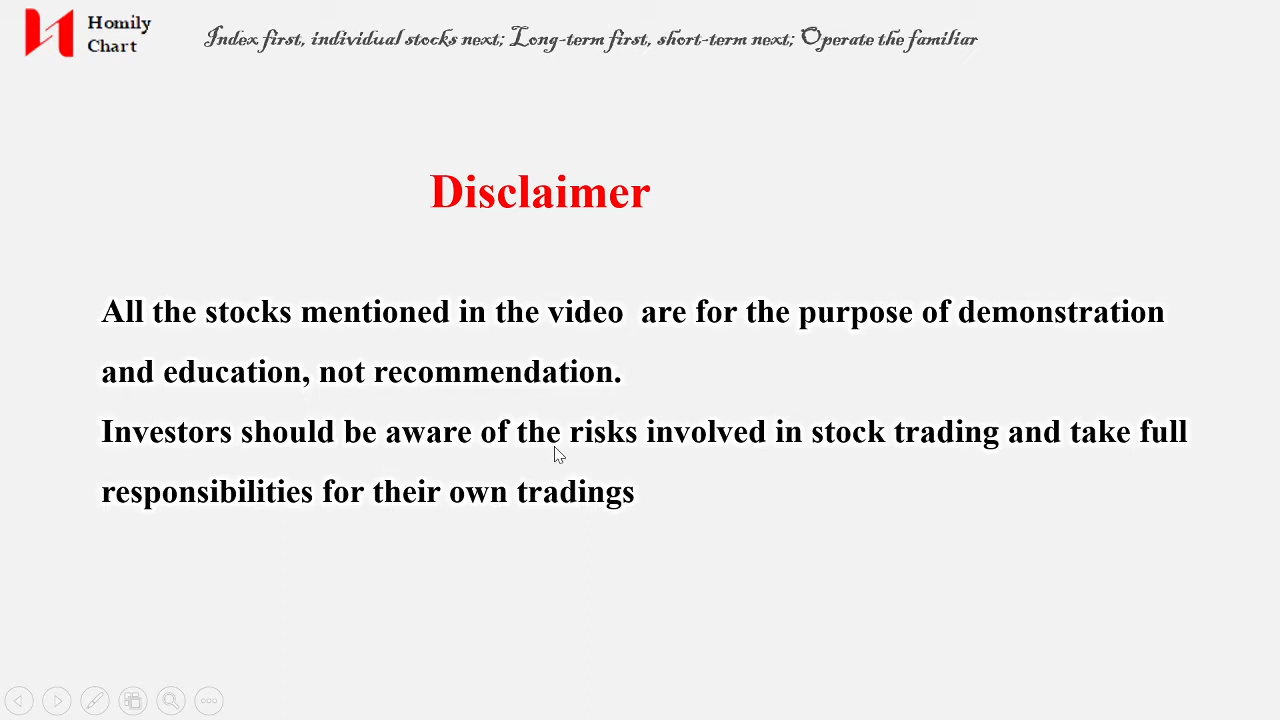 Homily
Chart
Index first, individual stocks next; Long-term first, short-term next; Operate the familiar
Disclaimer
All the stocks mentioned in the video  are for the purpose of demonstration
and education, not recommendation.
Investors should be aware of the risks involved in stock trading and take full
responsibilities for their own tradings